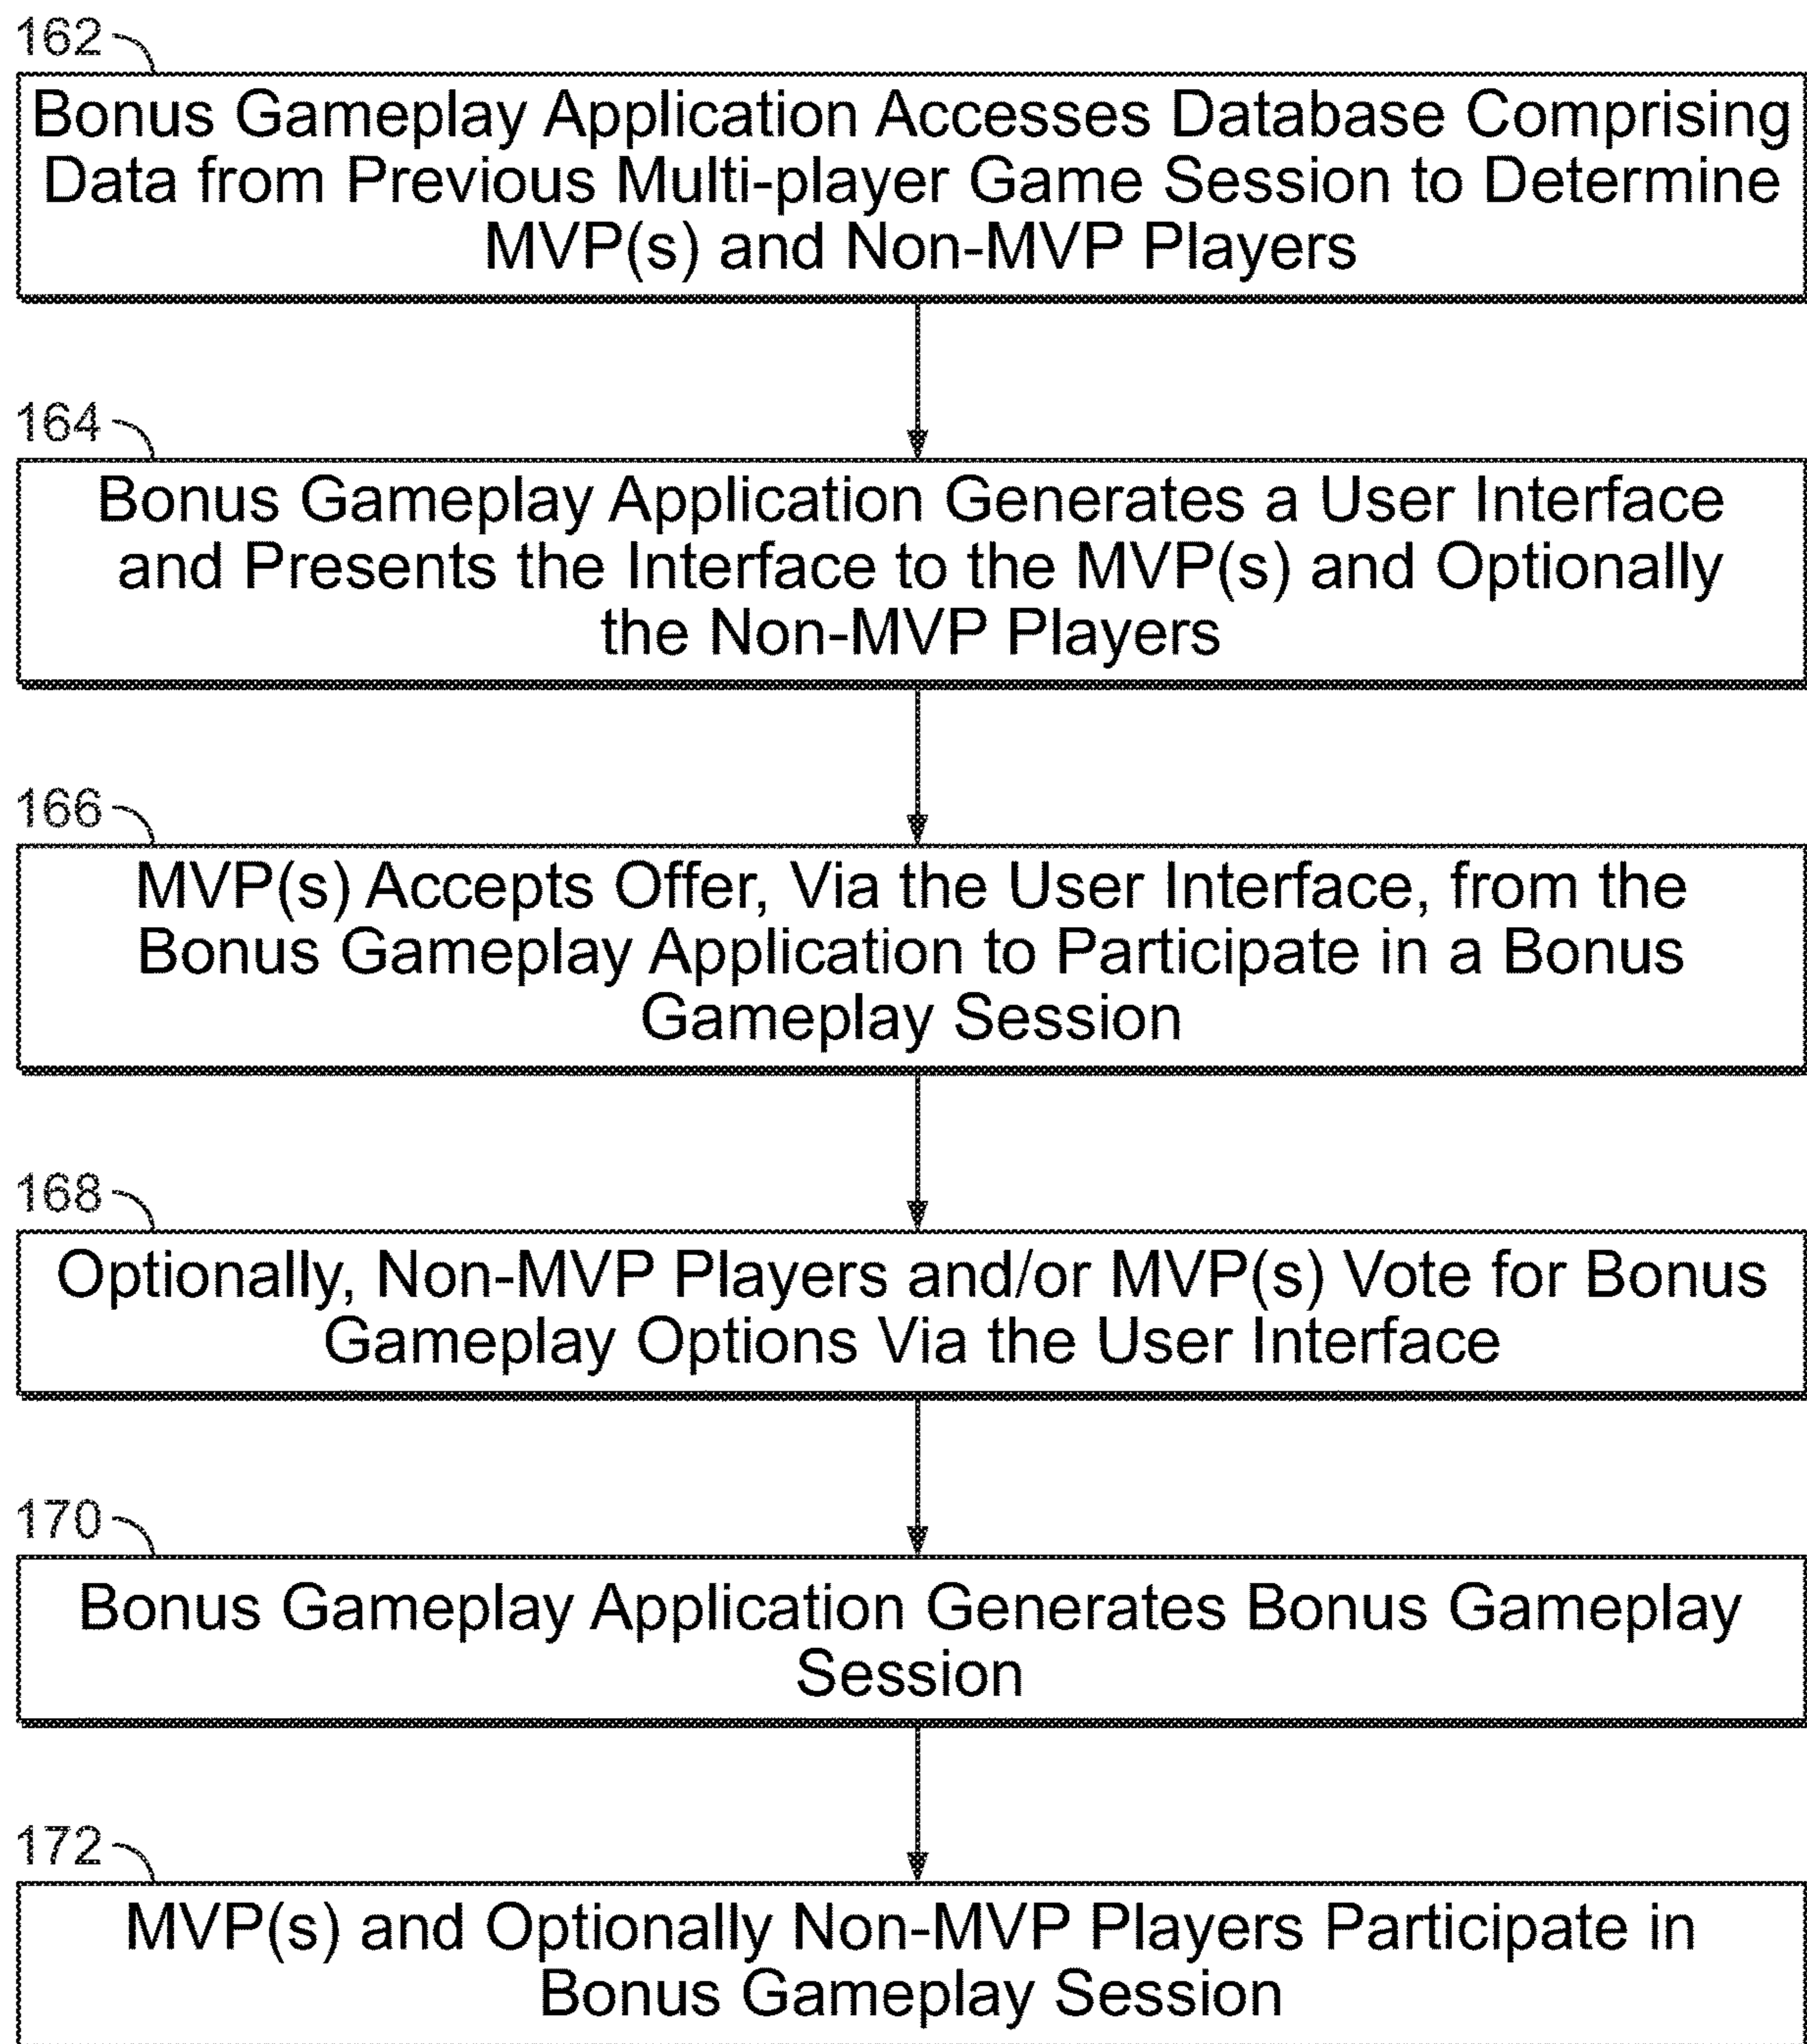 162
Bonus Gameplay Application Accesses Database Comprising
Data from Previous Multi-player Game Session to Determine
MVP(s) and Non-MVP Players
164
Bonus Gameplay Application Generates a User Interface
and Presents the Interface to the MVP(s) and Optionally
the Non-MVP Players
166
MVP(s) Accepts Offer, Via the User Interface, from the
Bonus Gameplay Application to Participate in a Bonus
Gameplay Session
168
Optionally, Non-MVP Players and/or MVP(s) Vote for Bonus
Gameplay Options Via the User Interface
170
Bonus Gameplay Application Generates Bonus Gameplay
Session
172
MVP(s) and Optionally Non-MVP Players Participate in
Bonus Gameplay Session